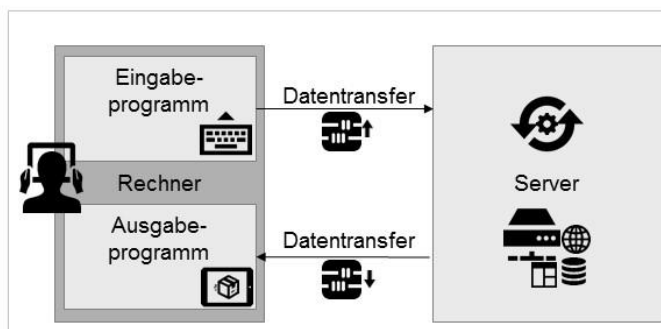 Eingabe-
programm
Datentransfer
Rechner
Server
Ausgabe-
programm
Datentransfer